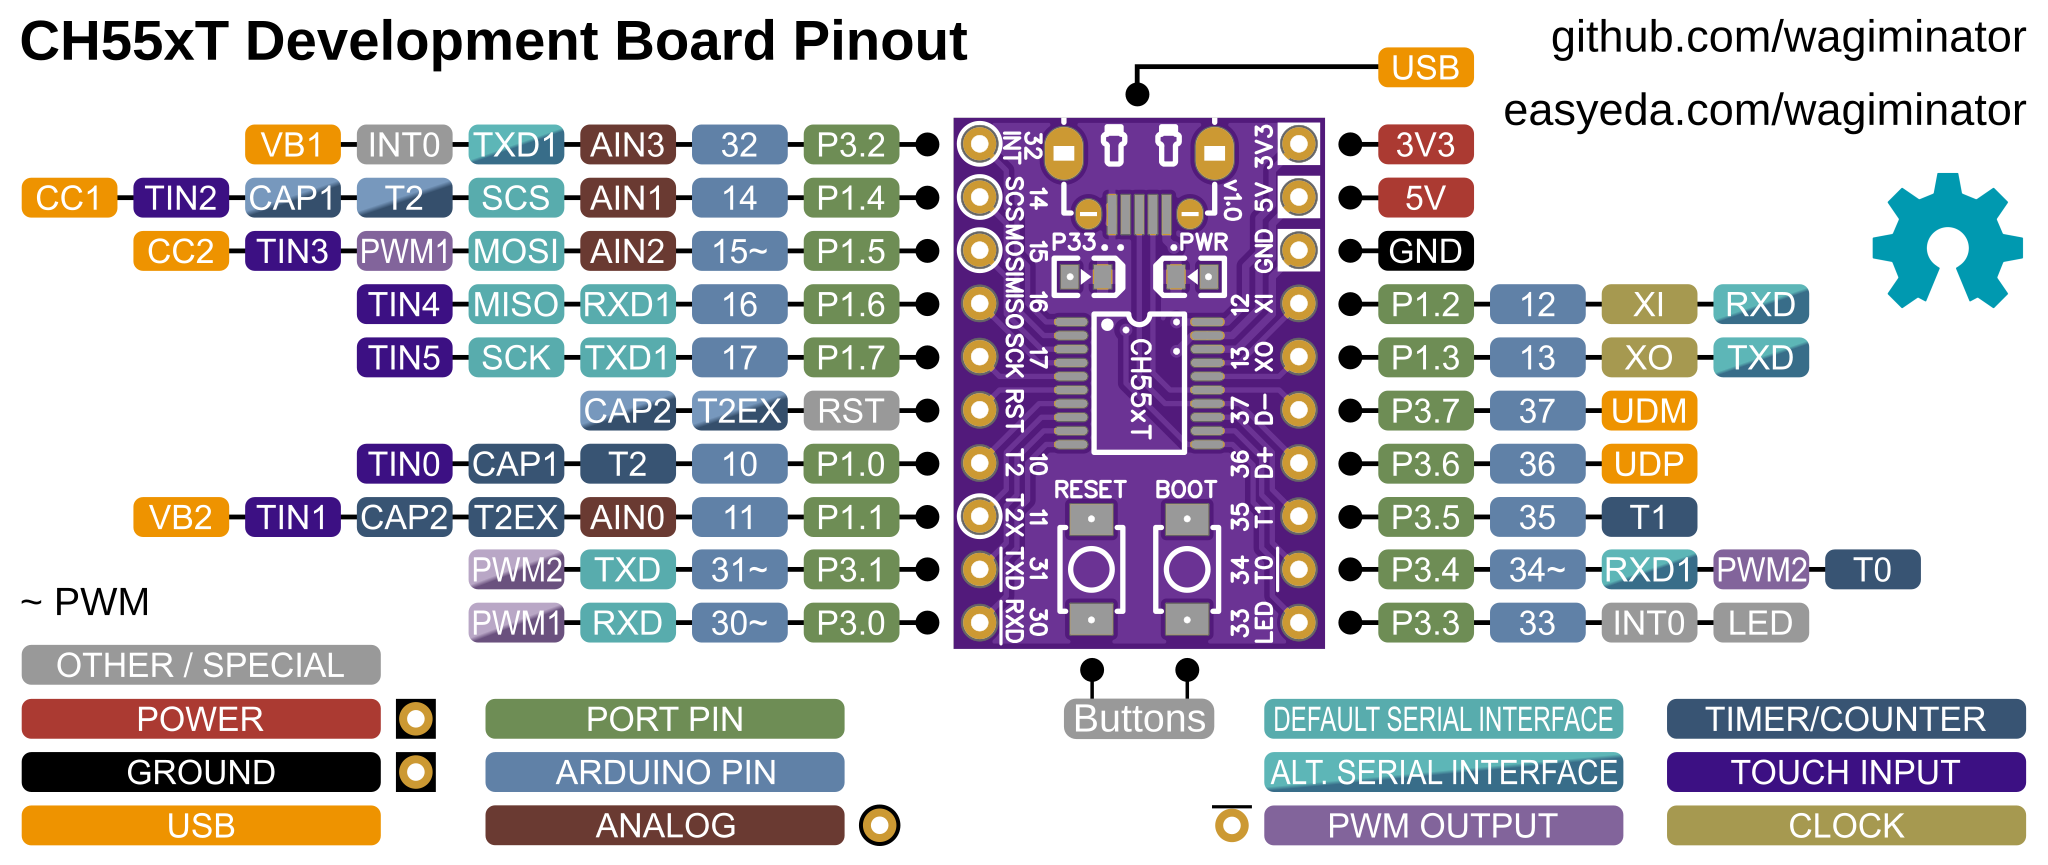 CH55xT Development Board Pinout
github.com/wagiminator
USB
easyeda.com/wagiminator
VB1 INT0 TXD1 AIN3 32 P3.2
CC1 TIN2 CAP1 T2 SCS AIN1 14 P1.4
CC2 TIN3 PWM1 MOSI AIN2 15~ P1.5
TIN4 MISO RXD1 16 P1.6
TIN5 SCK TXD1 17 P1.7
CAP2 T2EX RST
TIN0 CAP1 T2 10 P1.0
VB2 TIN1 CAP2 T2EX AIN0 11 P1.1
PWM2 TXD 31~ P3.1
PWM1 RXD 30~ P3.0
32 INT
14 SCS
15 MOSI
16 MISO
17 SCK
RST
10 T2
11 T2X
31 TXD
30 RXD
v1.0
P33 PWR
CH55xT
RESET BOOT
3V3
5V
GND
12 XI
13 XO
37 D-
36 D+
35 T1
34 T0
33 LED
3V3
5V
GND
P1.2 12 XI RXD
P1.3 13 XO TXD
P3.7 37 UDM
P3.6 36 UDP
P3.5 35 T1
P3.4 34~ RXD1 PWM2 T0
P3.3 33 INT0 LED
~ PWM
OTHER / SPECIAL
POWER
GROUND
USB
PORT PIN
ARDUINO PIN
ANALOG
Buttons
DEFAULT SERIAL INTERFACE
ALT. SERIAL INTERFACE
PWM OUTPUT
TIMER/COUNTER
TOUCH INPUT
CLOCK